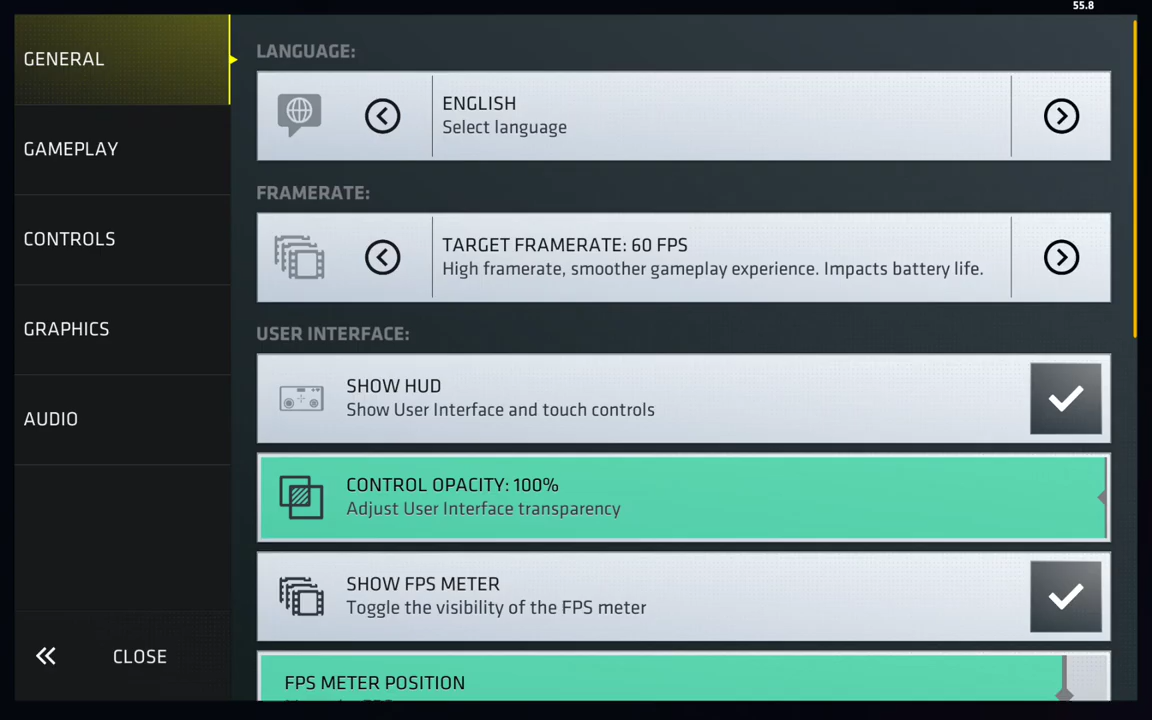 55.8
GENERAL
GAMEPLAY
CONTROLS
GRAPHICS
AUDIO
CLOSE
LANGUAGE:
ENGLISH
Select language
FRAMERATE:
TARGET FRAMERATE: 60 FPS
High framerate, smoother gameplay experience. Impacts battery life.
USER INTERFACE:
SHOW HUD
Show User Interface and touch controls
CONTROL OPACITY: 100%
Adjust User Interface transparency
SHOW FPS METER
Toggle the visibility of the FPS meter
FPS METER POSITION